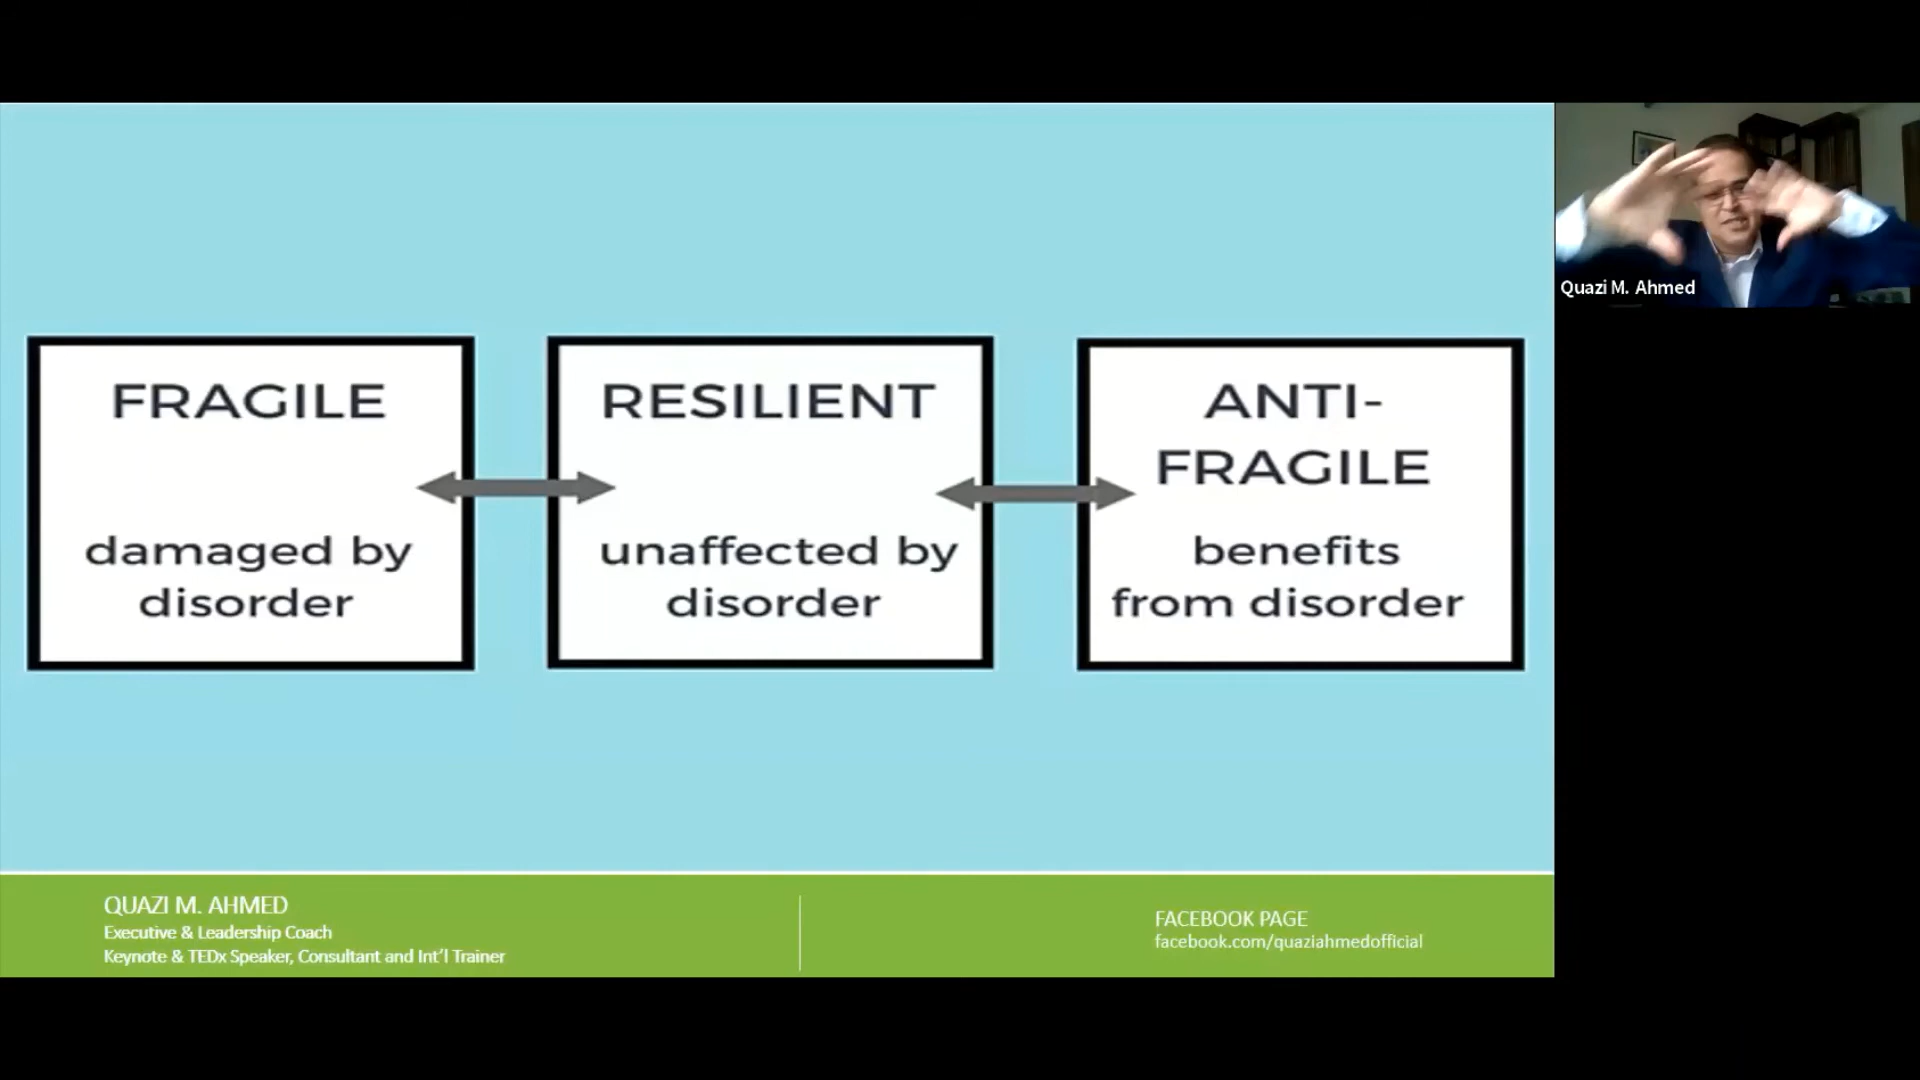 FRAGILE
damaged by
disorder
RESILIENT
unaffected by
disorder
ANTI-
FRAGILE
benefits
from disorder
Quazi M. Ahmed
QUAZI M. AHMED
Executive & Leadership Coach
Keynote & TEDx Speaker, Consultant and Int'l Trainer
FACEBOOK PAGE
facebook.com/quaziahmedofficial